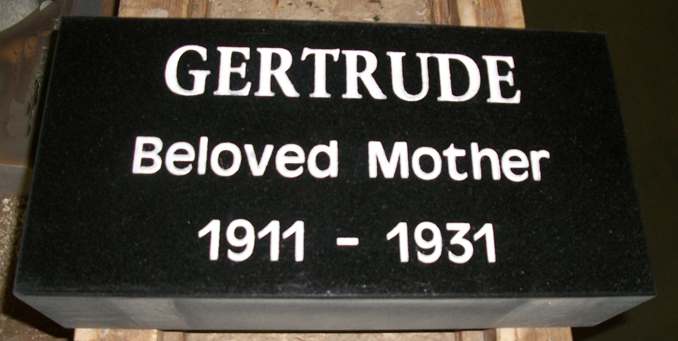 GERTRUDE
Beloved Mother
1911 - 1931